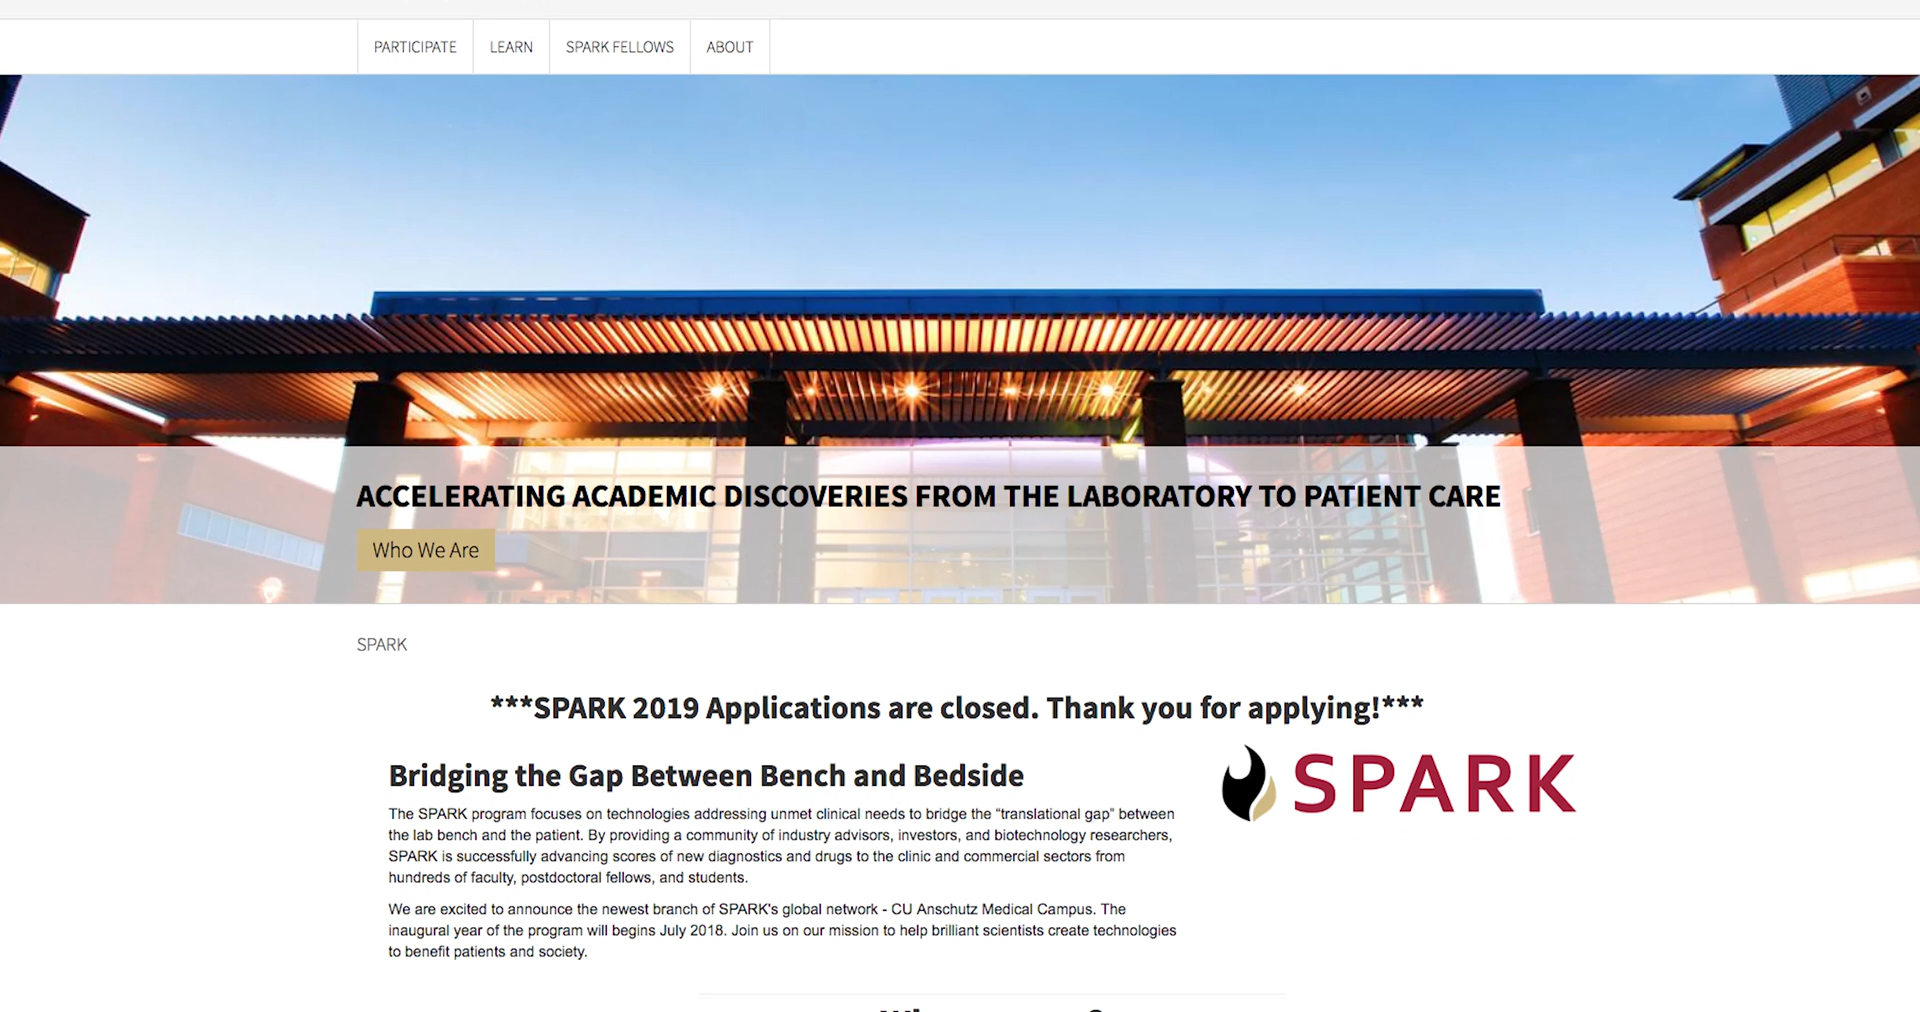 PARTICIPATE
LEARN
SPARK FELLOWS
ABOUT
ACCELERATING ACADEMIC DISCOVERIES FROM THE LABORATORY TO PATIENT CARE
Who We Are
SPARK
***SPARK 2019 Applications are closed. Thank you for applying!***
Bridging the Gap Between Bench and Bedside
The SPARK program focuses on technologies addressing unmet clinical needs to bridge the “translational gap” between
the lab bench and the patient. By providing a community of industry advisors, investors, and biotechnology researchers,
SPARK is successfully advancing scores of new diagnostics and drugs to the clinic and commercial sectors from
hundreds of faculty, postdoctoral fellows, and students.
We are excited to announce the newest branch of SPARK's global network - CU Anschutz Medical Campus. The
inaugural year of the program will begins July 2018. Join us on our mission to help brilliant scientists create technologies
to benefit patients and society.
SPARK